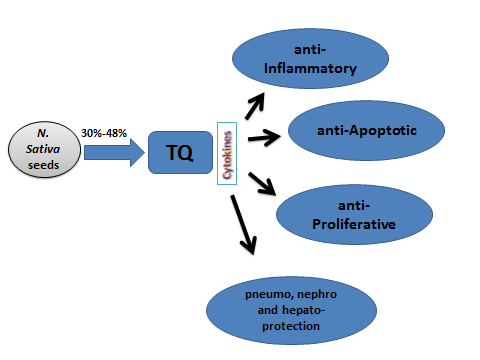 N.
Sativa
seeds
30%-48%
TQ
Cytokines
anti-
Inflammatory
anti-Apoptotic
anti-
Proliferative
pneumo, nephro
and hepato-
protection